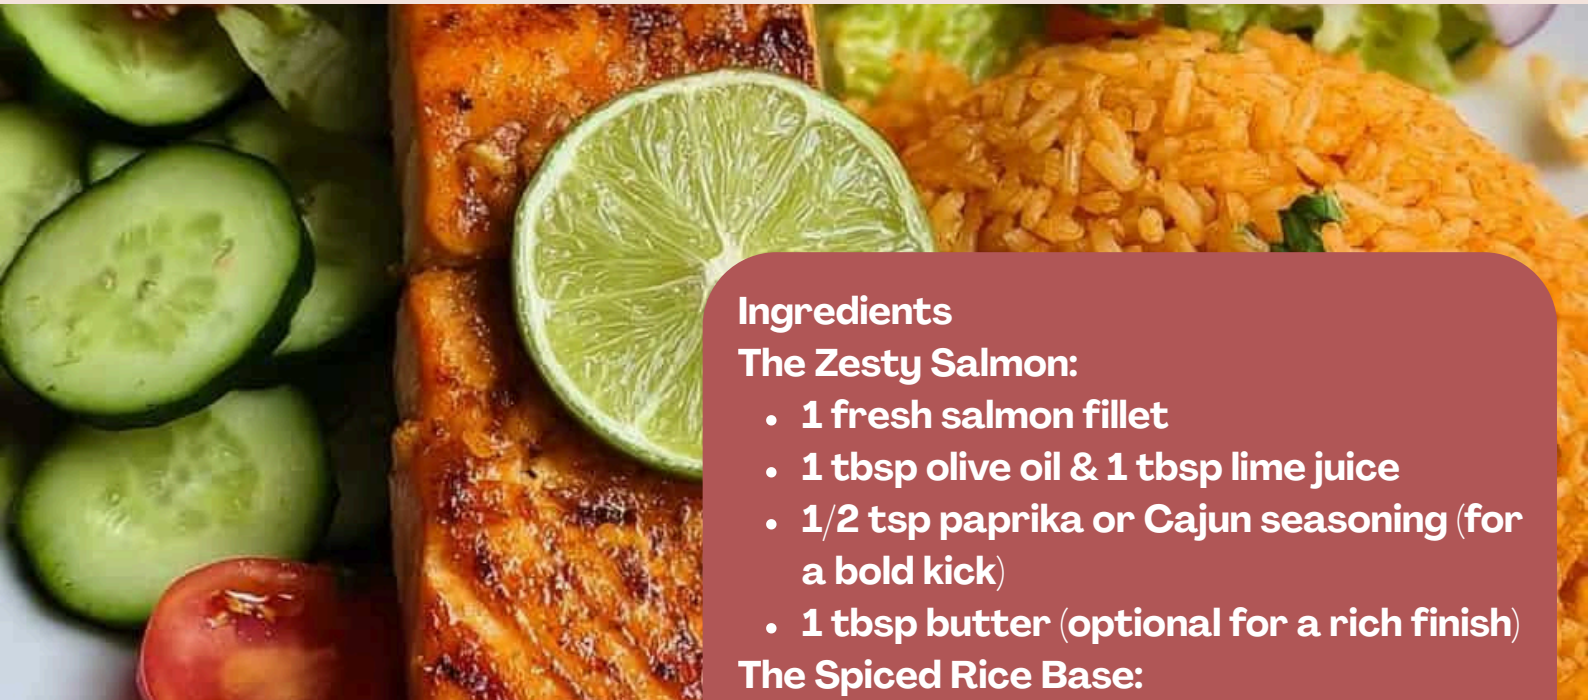 Ingredients
The Zesty Salmon:
• 1 fresh salmon fillet
• 1 tbsp olive oil & 1 tbsp lime juice
• 1/2 tsp paprika or Cajun seasoning (for
a bold kick)
• 1 tbsp butter (optional for a rich finish)
The Spiced Rice Base: